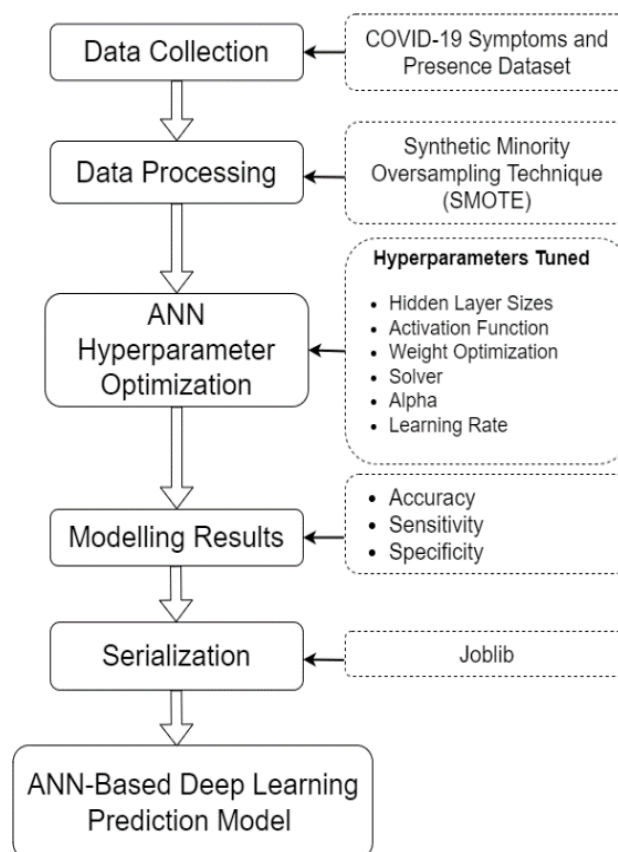 Data Collection
COVID-19 Symptoms and
Presence Dataset
Data Processing
Synthetic Minority
Oversampling Technique
(SMOTE)
ANN
Hyperparameter
Optimization
Hyperparameters Tuned
• Hidden Layer Sizes
• Activation Function
• Weight Optimization
• Solver
• Alpha
• Learning Rate
Modelling Results
• Accuracy
• Sensitivity
• Specificity
Serialization
Joblib
ANN-Based Deep Learning
Prediction Model